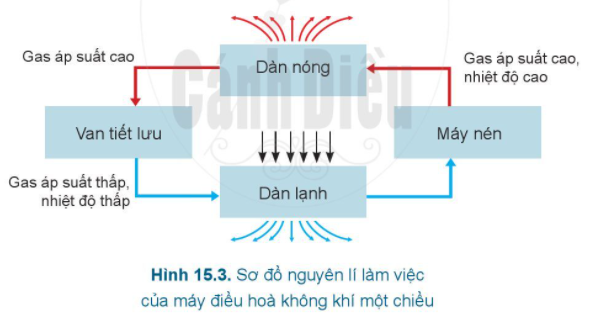 Cánh Diều
Gas áp suất cao
Dàn nóng
Gas áp suất cao,
nhiệt độ cao
Van tiết lưu
Máy nén
Gas áp suất thấp,
nhiệt độ thấp
Dàn lạnh
Hình 15.3. Sơ đồ nguyên lí làm việc
của máy điều hoà không khí một chiều